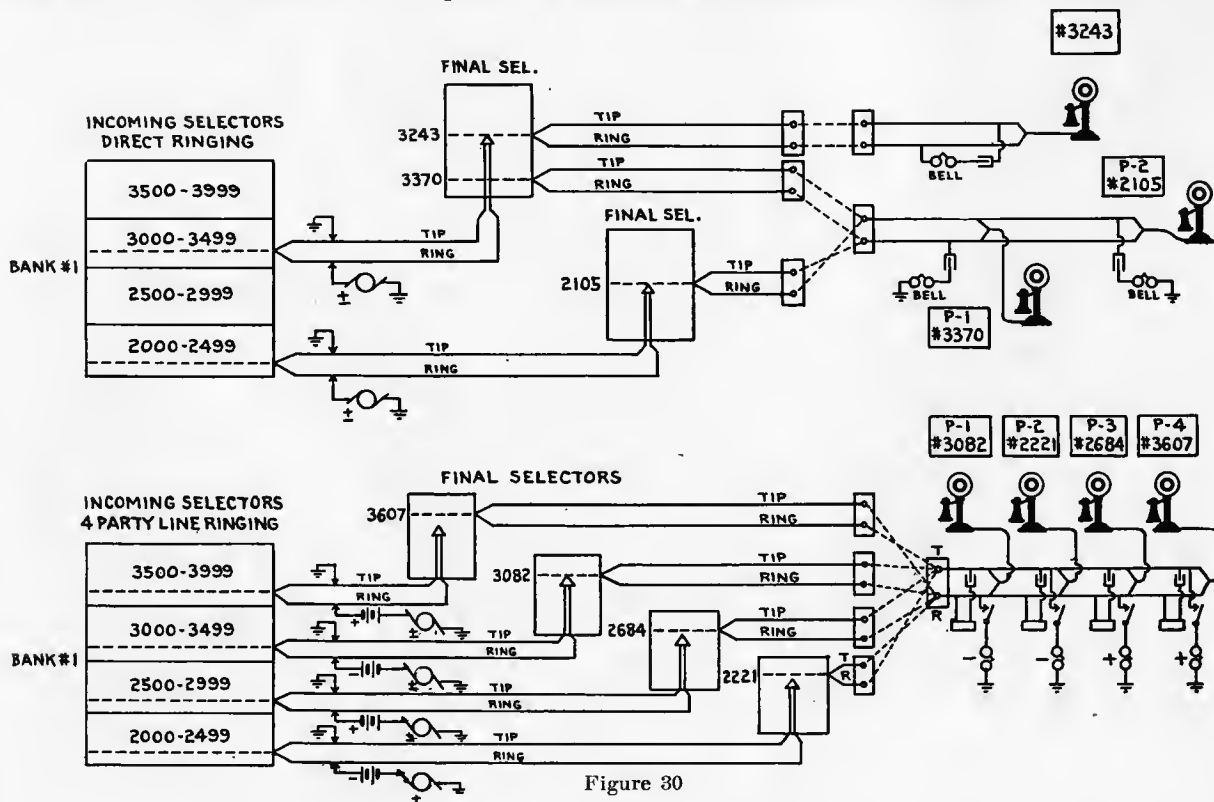 #3243
FINAL SEL.
INCOMING SELECTORS
DIRECT RINGING
3500-3999
3000-3499
2500-2999
2000-2499
BANK #1
3243
3370
TIP
RING
TIP
RING
TIP
RING
±
FINAL SEL.
2105
TIP
RING
TIP
RING
±
BELL
P-2
#2105
BELL
BELL
P-1
#3370
INCOMING SELECTORS
4 PARTY LINE RINGING
3500-3999
3000-3499
2500-2999
2000-2499
BANK #1
FINAL SELECTORS
3607
TIP
RING
TIP
RING
+
±
3082
TIP
RING
TIP
RING
-
±
2684
TIP
RING
TIP
RING
+
2221
T
R
TIP
RING
-
+
P-1
#3082
P-2
#2221
P-3
#2684
P-4
#3607
T
R
-
-
+
+
Figure 30